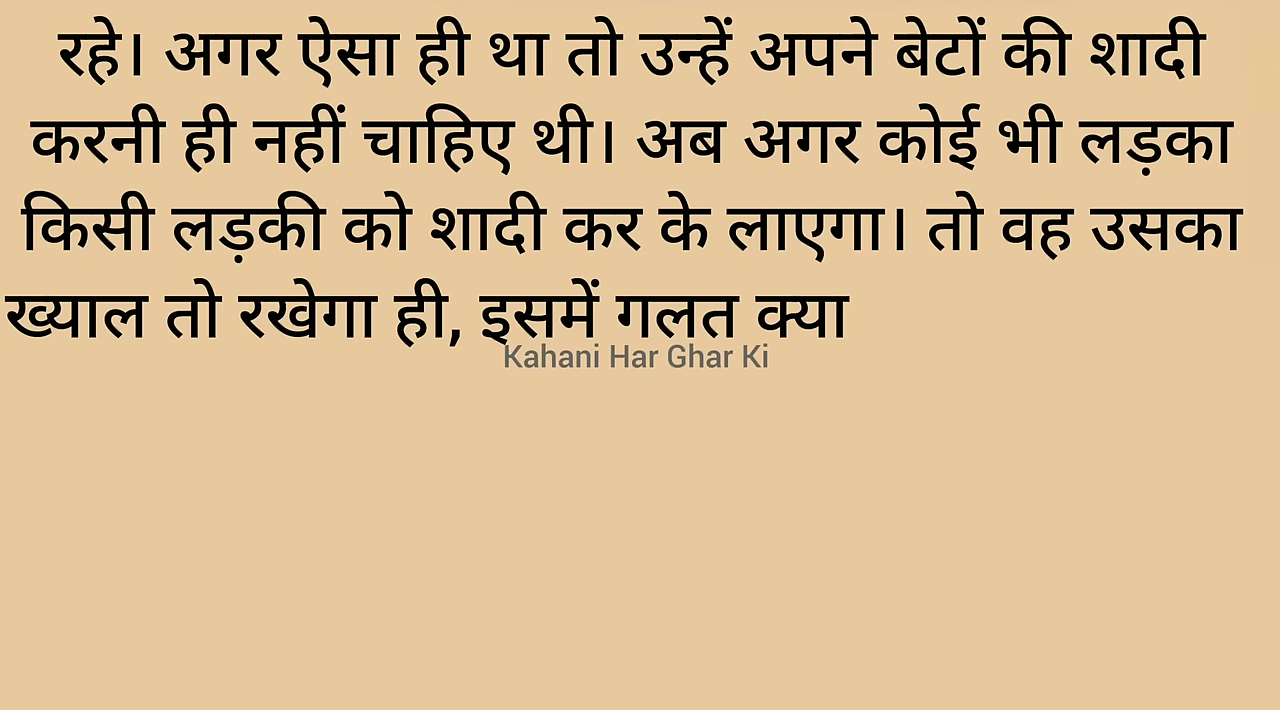 रहे। अगर ऐसा ही था तो उन्हें अपने बेटों की शादी
करनी ही नहीं चाहिए थी। अब अगर कोई भी लड़का
किसी लड़की को शादी कर के लाएगा। तो वह उसका
ख्याल तो रखेगा ही, इसमें गलत क्या
Kahani Har Ghar Ki